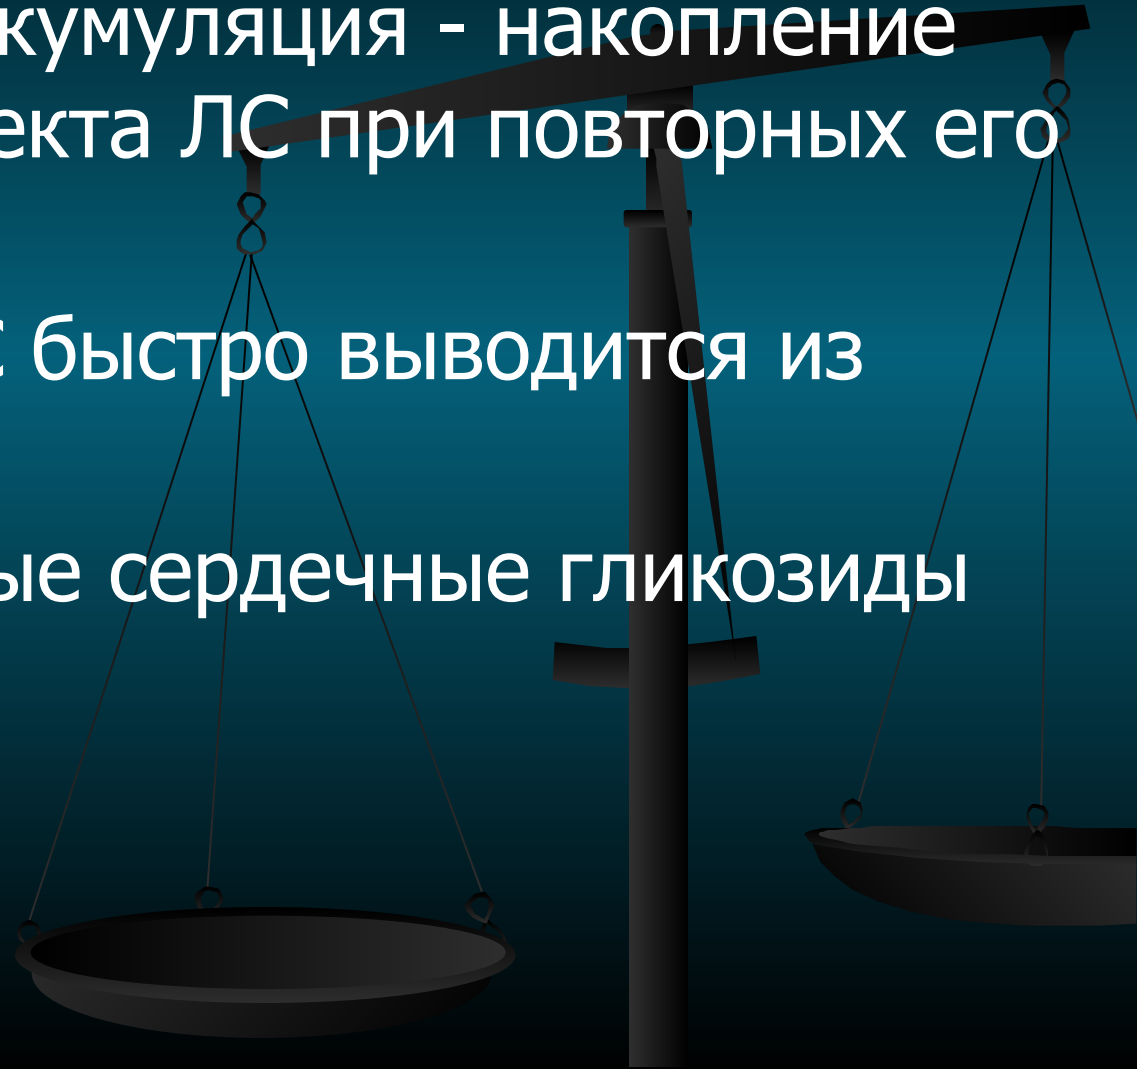 кумуляция - накопление
екта ЛС при повторных его
быстро выводится из
ые сердечные гликозиды